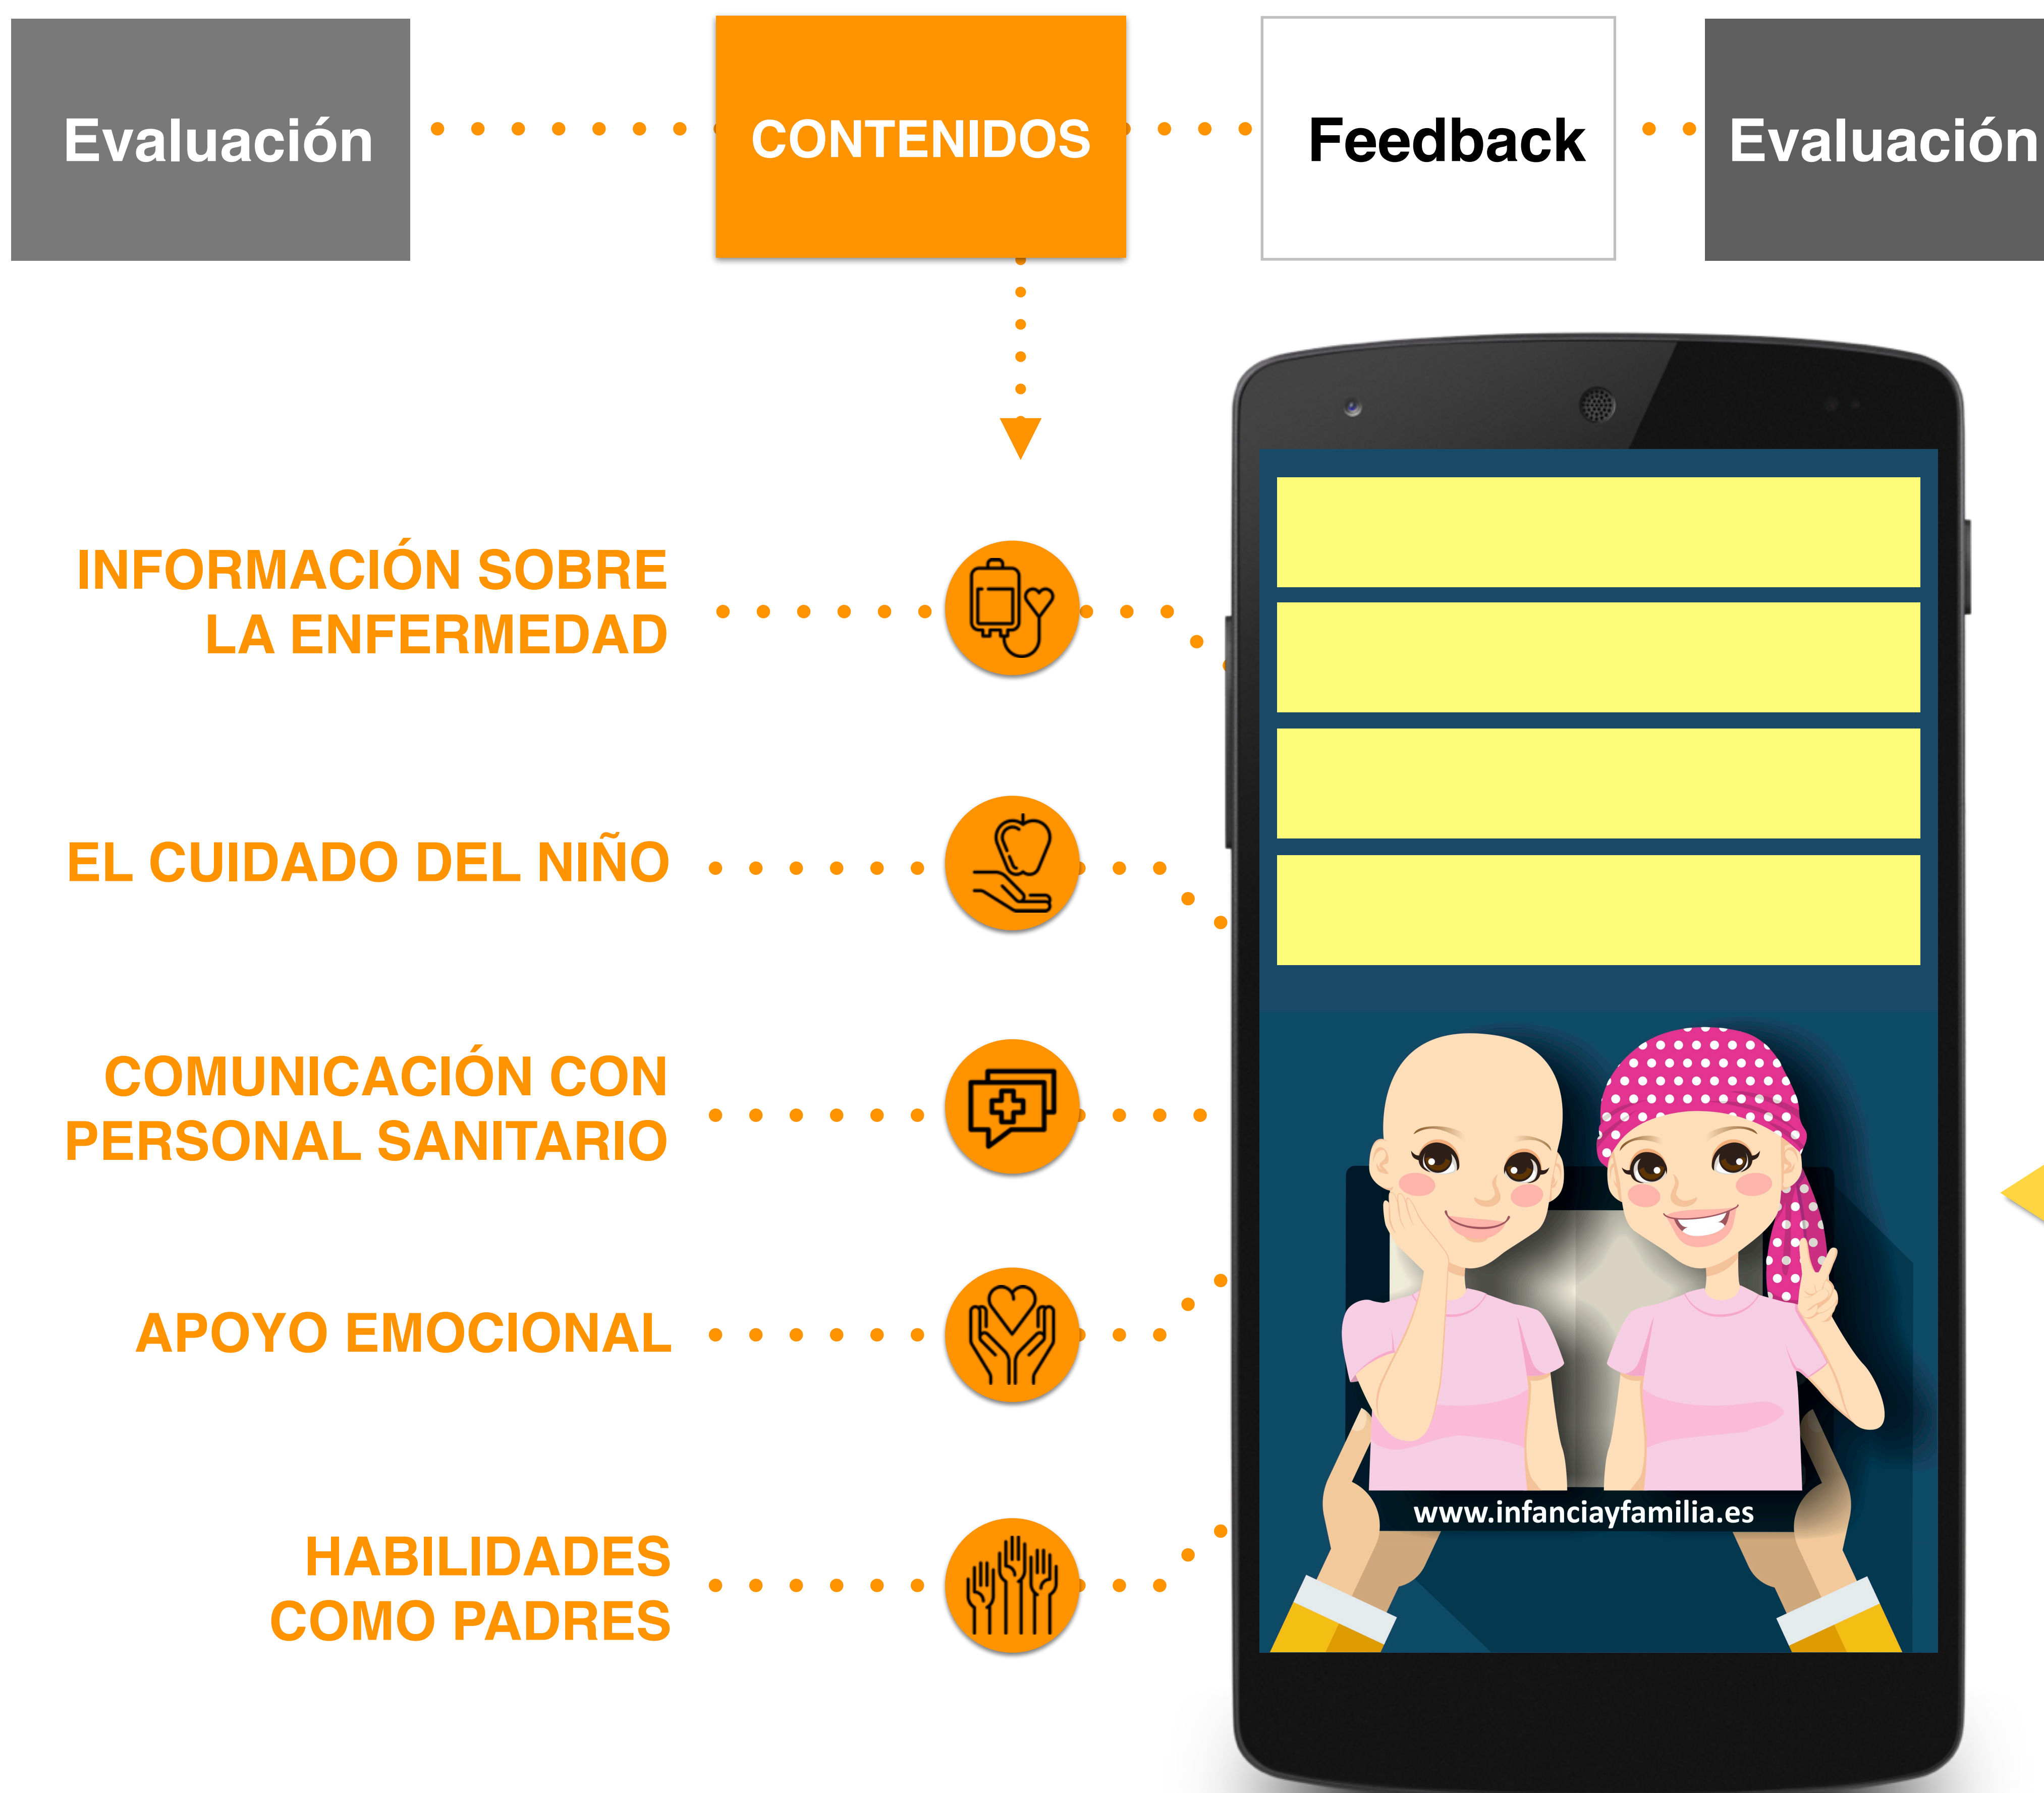 Evaluación
CONTENIDOS
Feedback
Evaluación
INFORMACIÓN SOBRE
LA ENFERMEDAD
EL CUIDADO DEL NIÑO
COMUNICACIÓN CON
PERSONAL SANITARIO
APOYO EMOCIONAL
HABILIDADES
COMO PADRES
www.infanciayfamilia.es